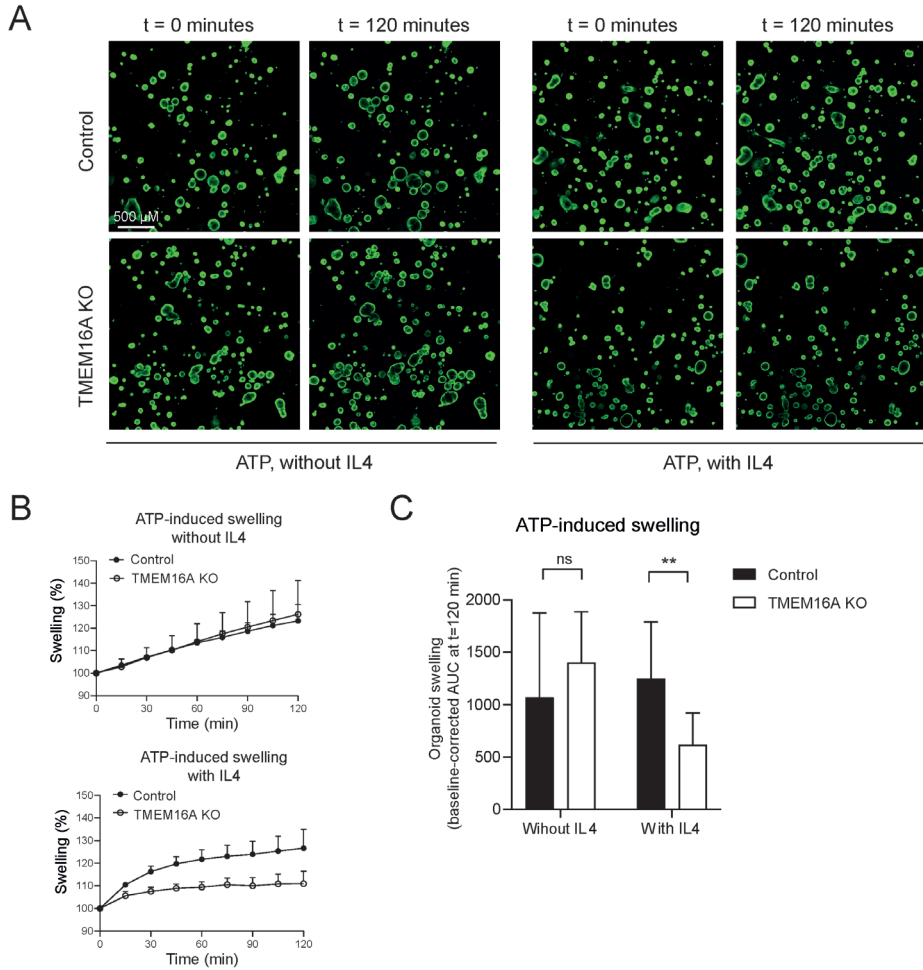 A
t = 0 minutes
t = 120 minutes
t = 0 minutes
t = 120 minutes
Control
500 µM
TMEM16A KO
ATP, without IL4
ATP, with IL4
B
ATP-induced swelling
without IL4
Control
TMEM16A KO
Swelling (%)
150
140
130
120
110
100
90
0
30
60
90
120
Time (min)
ATP-induced swelling
with IL4
Control
TMEM16A KO
Swelling (%)
150
140
130
120
110
100
90
0
30
60
90
120
Time (min)
C
ATP-induced swelling
ns
**
Control
TMEM16A KO
Organoid swelling
(baseline-corrected AUC at t=120 min)
2000
1500
1000
500
0
Wihout IL4
With IL4